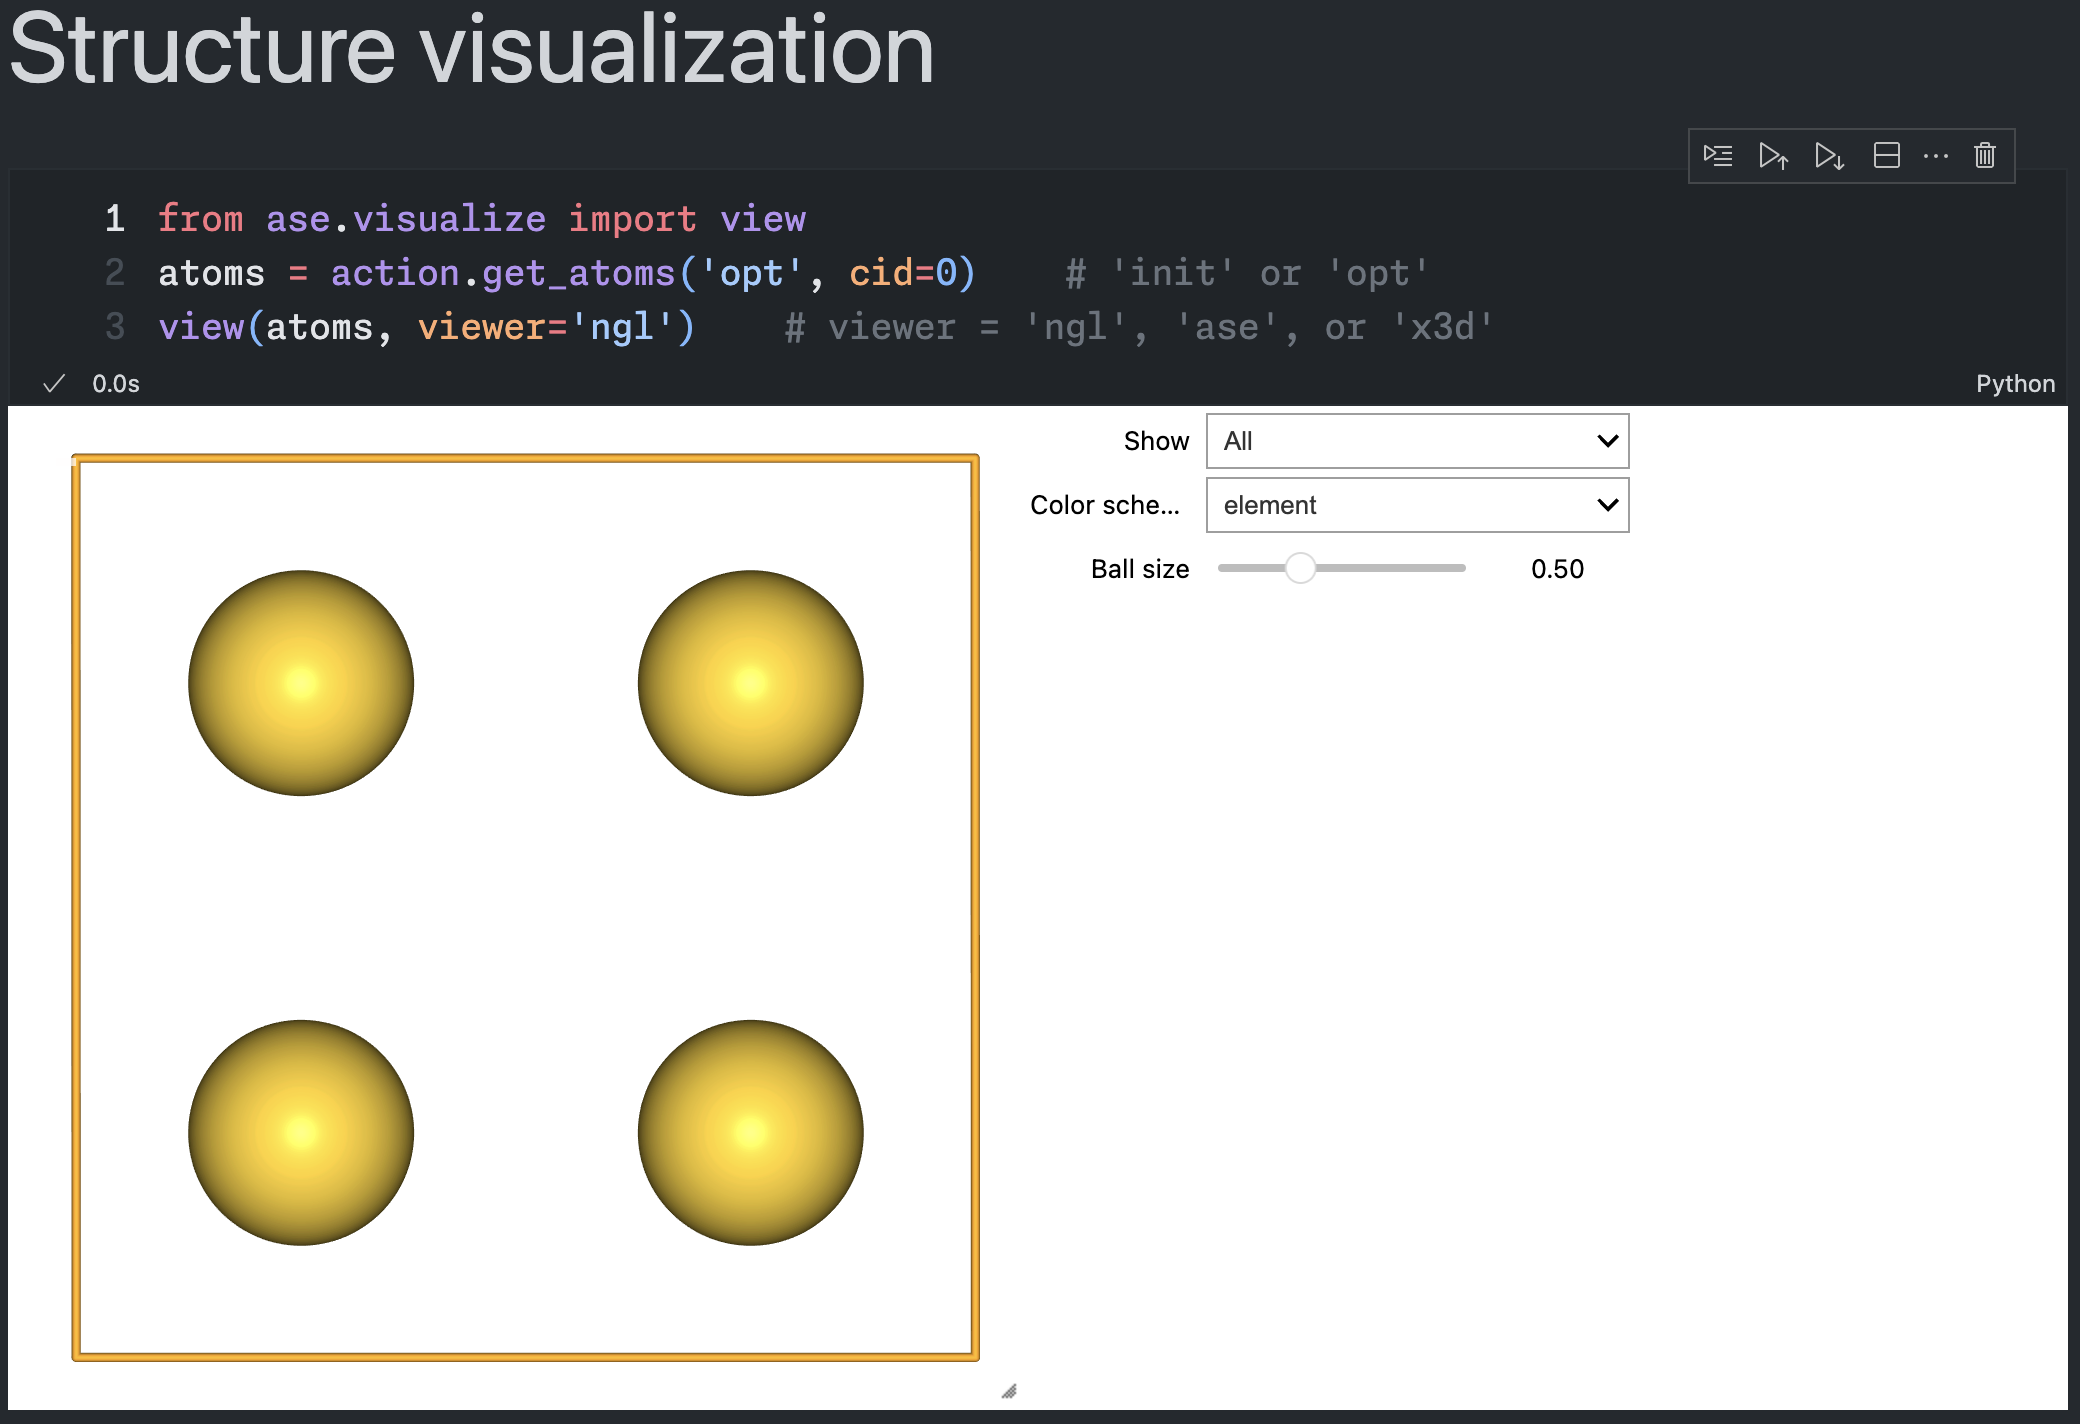 Structure visualization
1 from ase.visualize import view
2 atoms = action.get_atoms('opt', cid=0)    # 'init' or 'opt'
3 view(atoms, viewer='ngl')    # viewer = 'ngl', 'ase', or 'x3d'
0.0s
Python
Show All
Color sche... element
Ball size 0.50